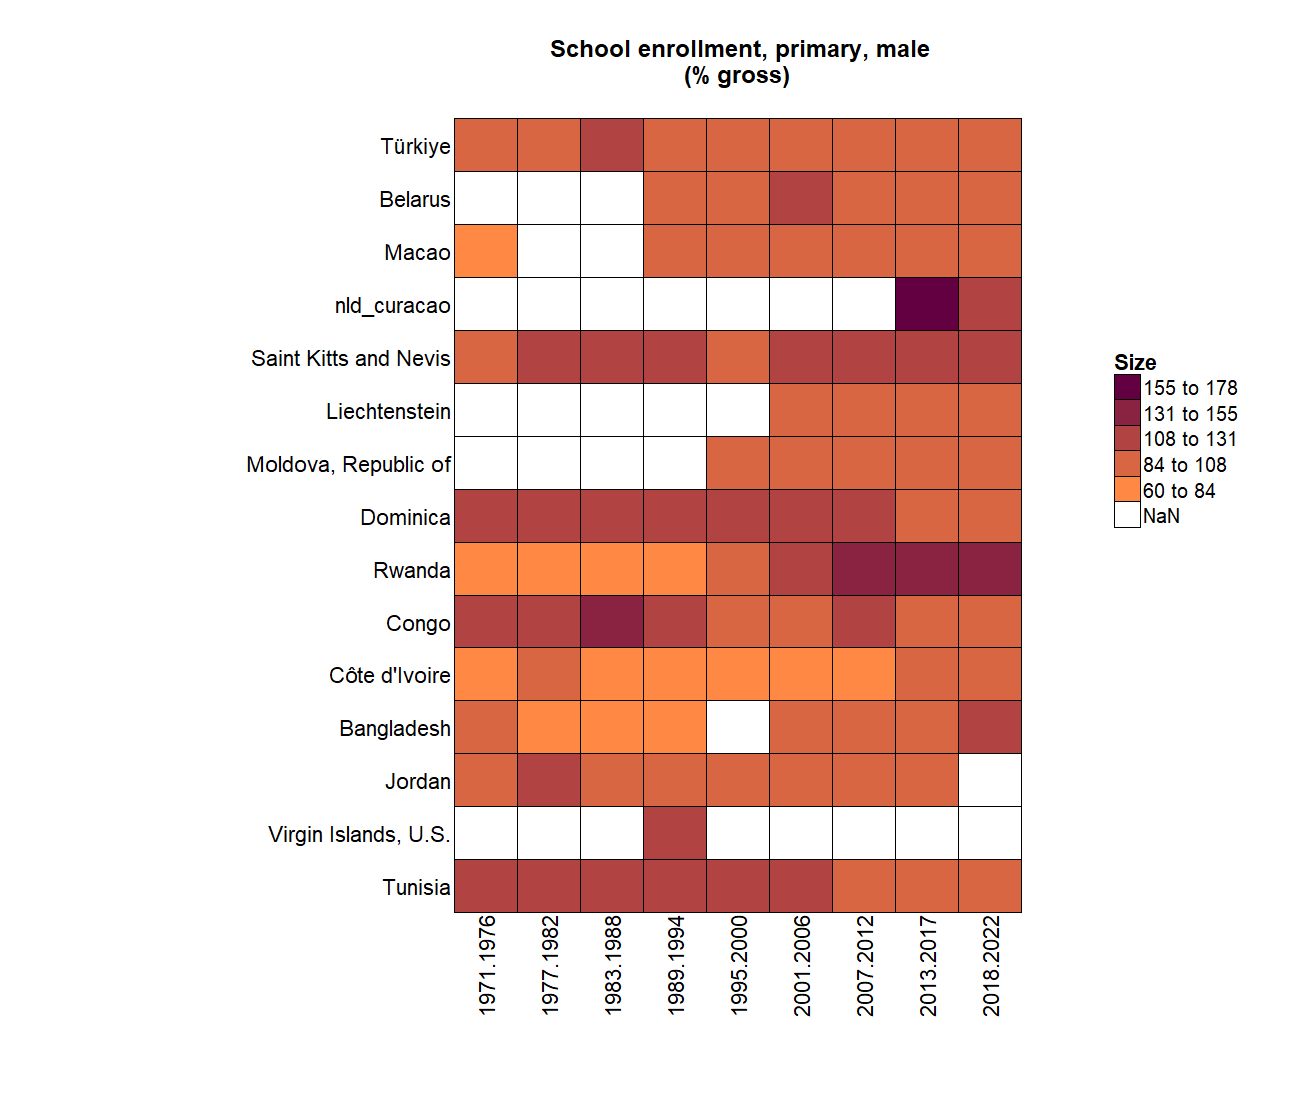 School enrollment, primary, male
(% gross)
Türkiye
Belarus
Macao
nld_curacao
Saint Kitts and Nevis
Liechtenstein
Moldova, Republic of
Dominica
Rwanda
Congo
Côte d'Ivoire
Bangladesh
Jordan
Virgin Islands, U.S.
Tunisia
1971.1976
1977.1982
1983.1988
1989.1994
1995.2000
2001.2006
2007.2012
2013.2017
2018.2022
Size
155 to 178
131 to 155
108 to 131
84 to 108
60 to 84
NaN